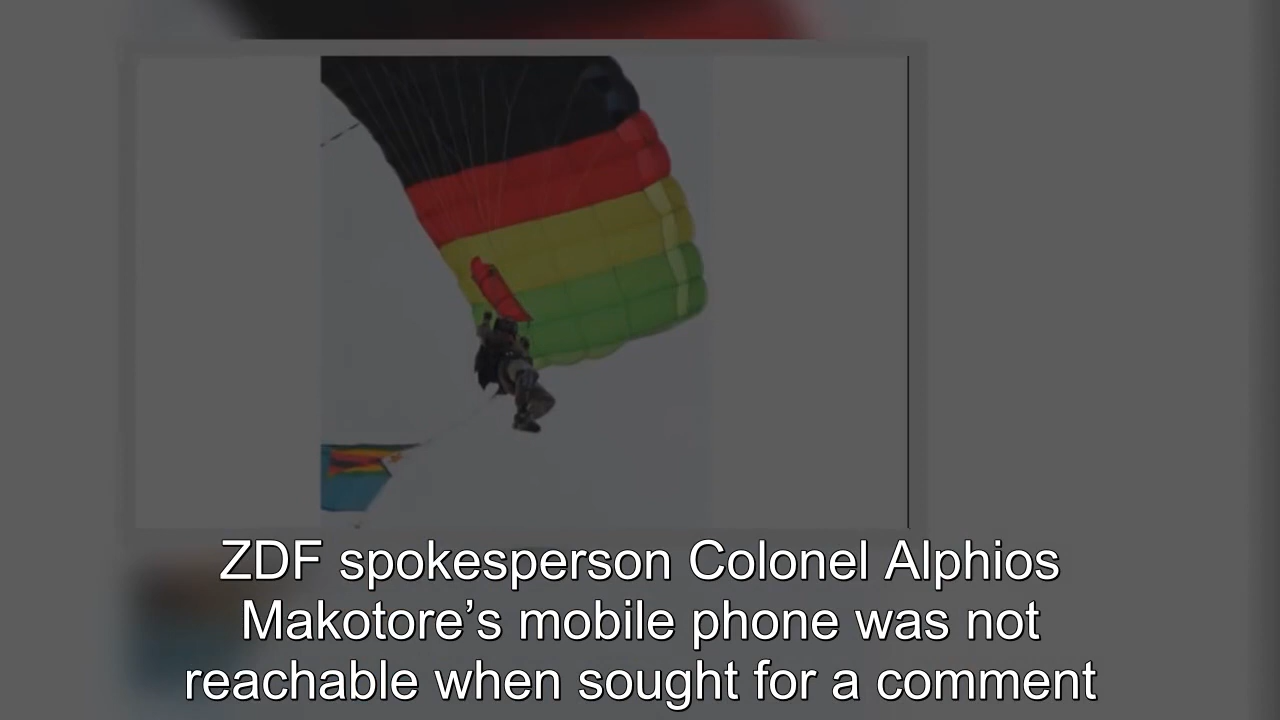 ZDF spokesperson Colonel Alphios
Makotore’s mobile phone was not
reachable when sought for a comment